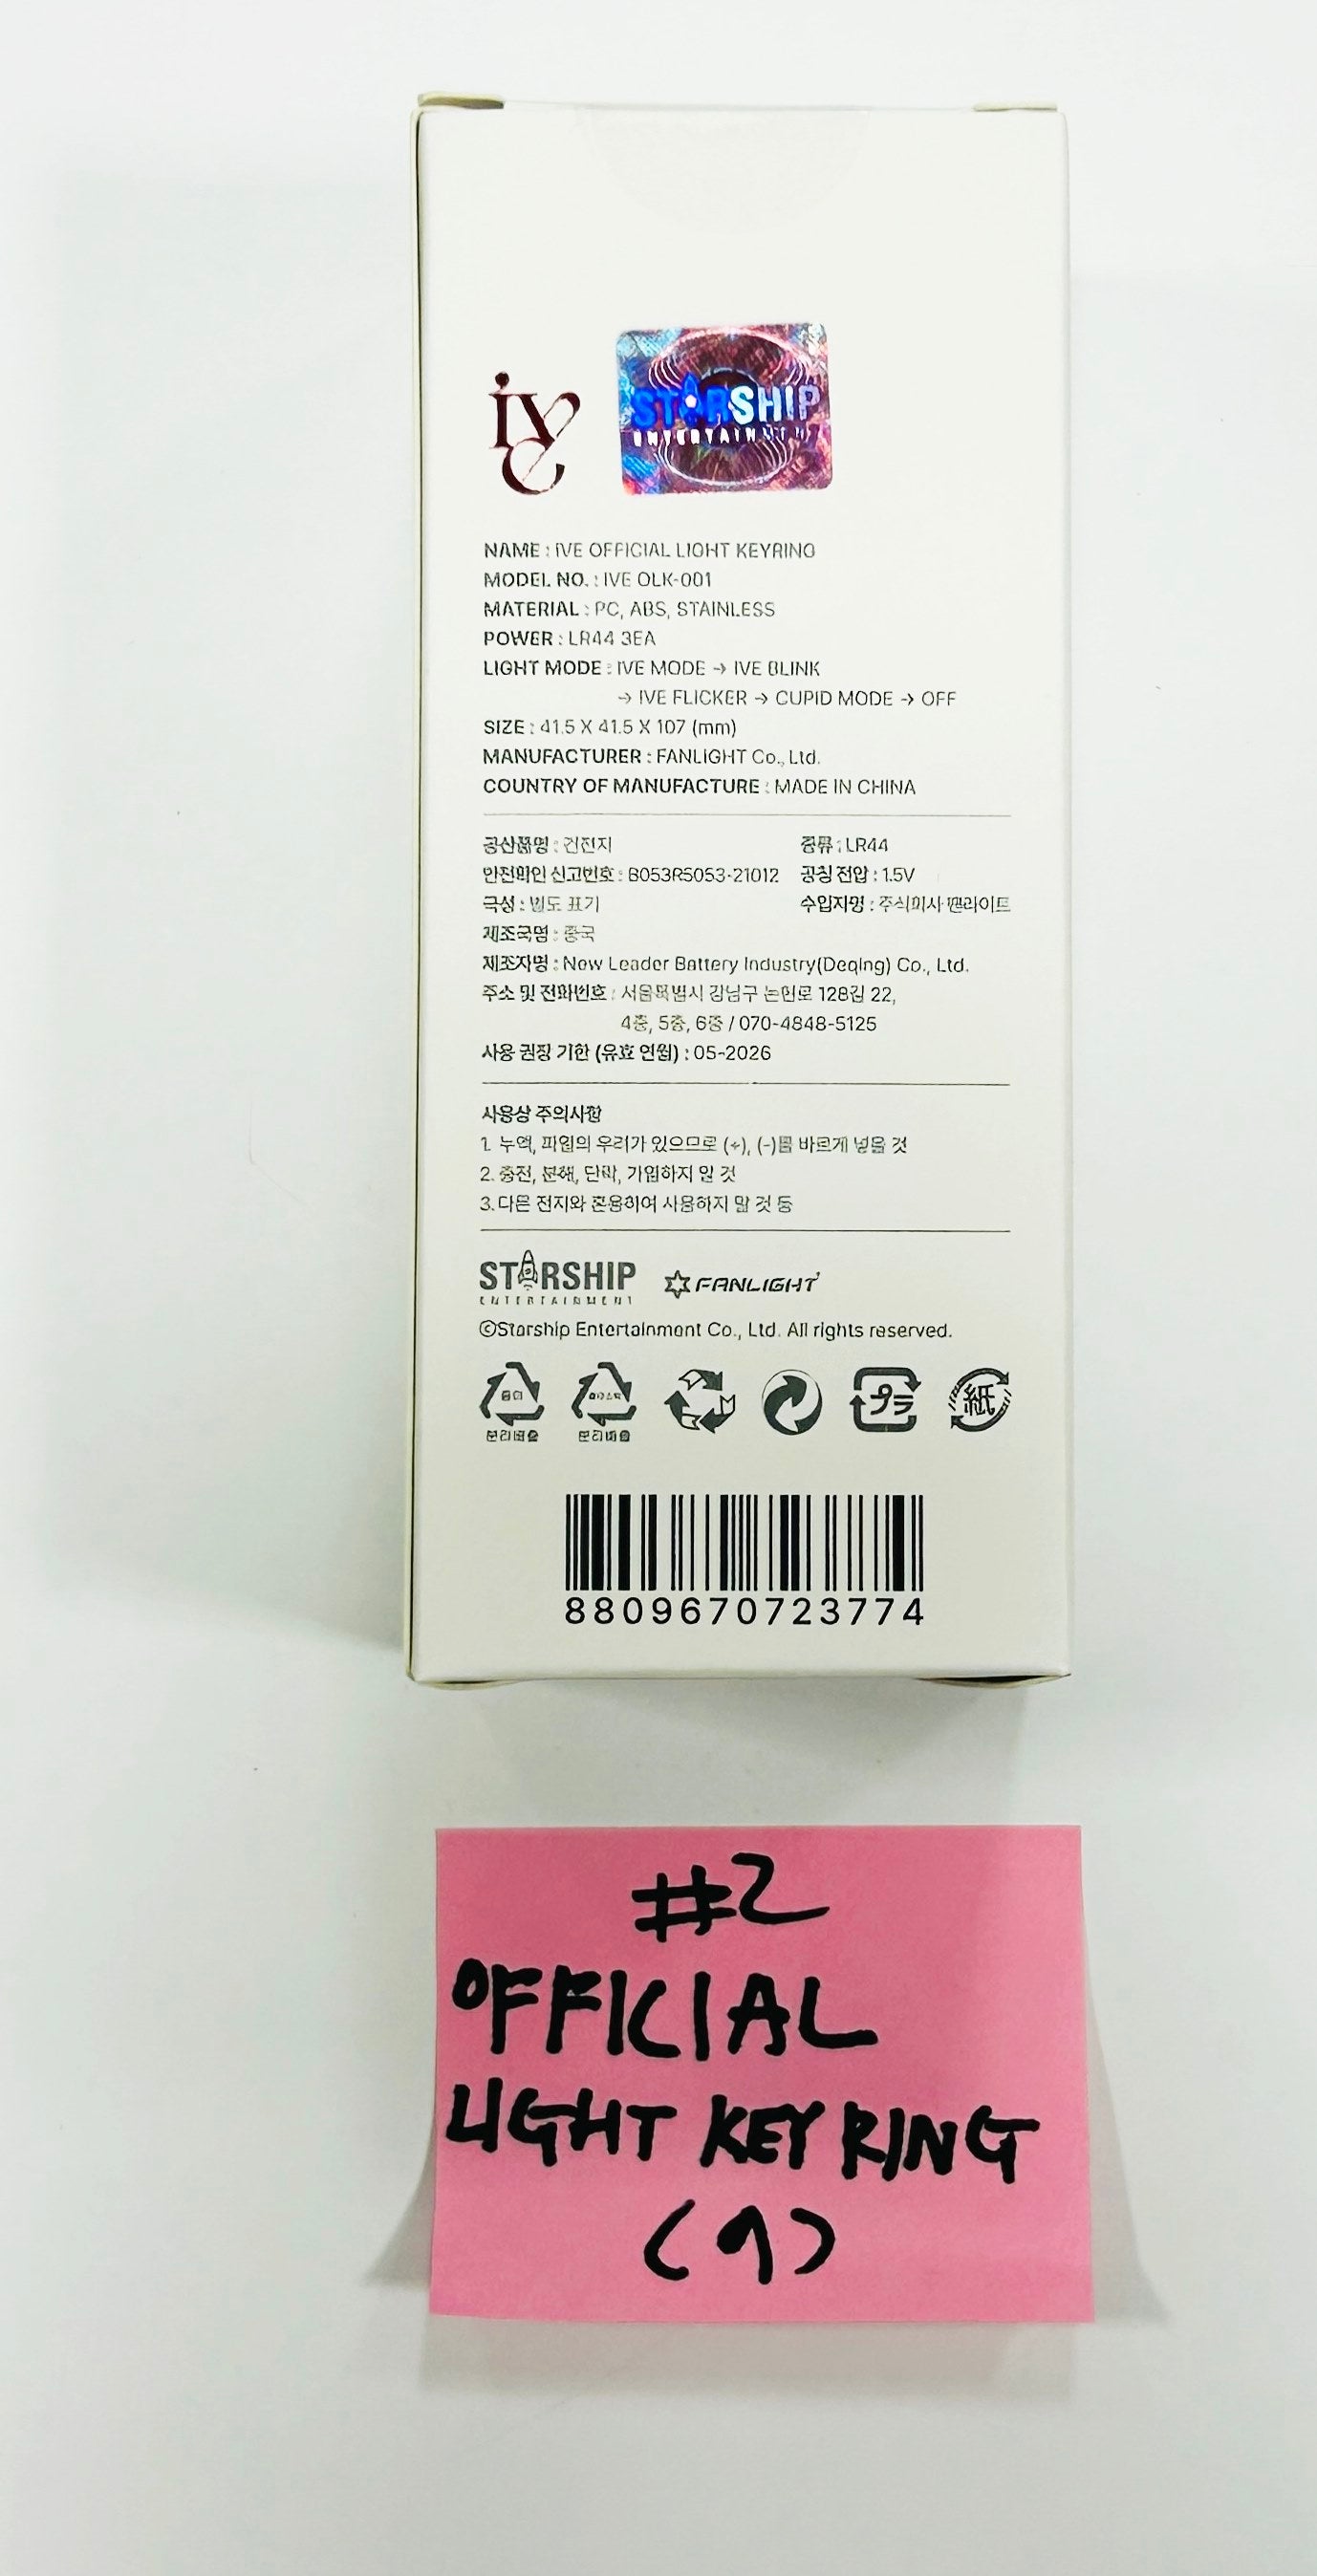 ive
STARSHIP
ENTERTAINMENT
NAME : IVE OFFICIAL LIGHT KEYRING
MODEL NO. : IVE OLK-001
MATERIAL : PC, ABS, STAINLESS
POWER : LR44 3EA
LIGHT MODE : IVE MODE → IVE BLINK
→ IVE FLICKER → CUPID MODE → OFF
SIZE : 41.5 X 41.5 X 107 (mm)
MANUFACTURER : FANLIGHT Co., Ltd.
COUNTRY OF MANUFACTURE : MADE IN CHINA
공산품명 : 건전지 종류 : LR44
안전확인 신고번호 : B053R5053-21012 공칭 전압 : 1.5V
극성 : 별도 표기 수입자명 : 주식회사 팬라이트
제조국명 : 중국
제조자명 : New Leader Battery Industry(Deqing) Co., Ltd.
주소 및 전화번호 : 서울특별시 강남구 논현로 128길 22,
4층, 5층, 6층 / 070-4848-5125
사용 권장 기한 (유효 연월) : 05-2026
사용상 주의사항
1. 누액, 파열의 우려가 있으므로 (+), (-)를 바르게 넣을 것
2. 충전, 분해, 단락, 가열하지 말 것
3. 다른 전지와 혼용하여 사용하지 말 것 등
STARSHIP FANLIGHT
ENTERTAINMENT
©Starship Entertainment Co., Ltd. All rights reserved.
종이 플라스틱 プラ 紙
분리배출 분리배출
8809670723774
#2
OFFICIAL
LIGHT KEYRING
(9)